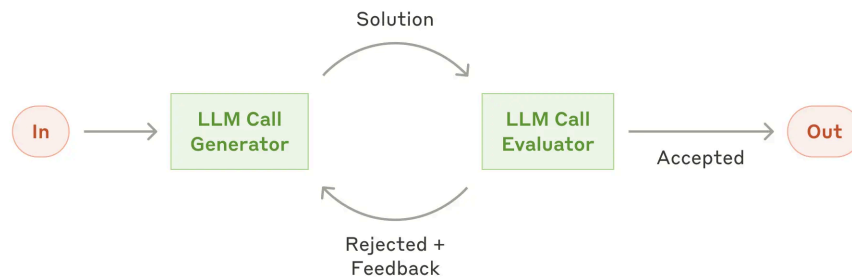 Solution
In
LLM Call
Generator
LLM Call
Evaluator
Out
Accepted
Rejected +
Feedback